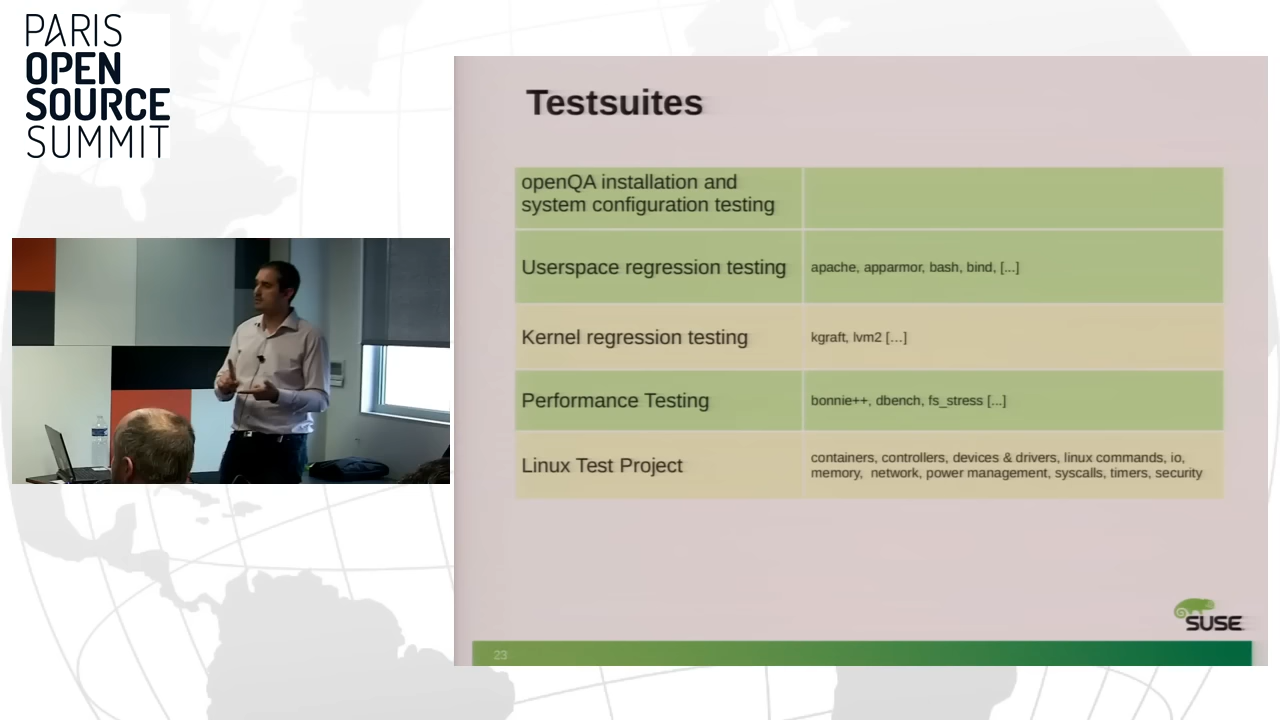 PARIS
OPEN
SOURCE
SUMMIT
Testsuites
openQA installation and
system configuration testing
Userspace regression testing
apache, apparmor, bash, bind, [...]
Kernel regression testing
kgraft, lvm2 [...]
Performance Testing
bonnie++, dbench, fs_stress [...]
Linux Test Project
containers, controllers, devices & drivers, linux commands, io,
memory, network, power management, syscalls, timers, security
SUSE
23